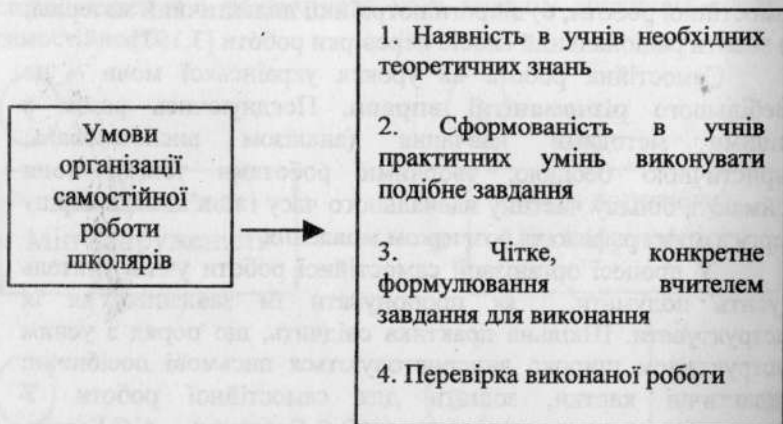 Умови
організації
самостійної
роботи
школярів
1. Наявність в учнів необхідних
теоретичних знань
2. Сформованість в учнів
практичних умінь виконувати
подібне завдання
3. Чітке, конкретне
формулювання вчителем
завдання для виконання
4. Перевірка виконаної роботи